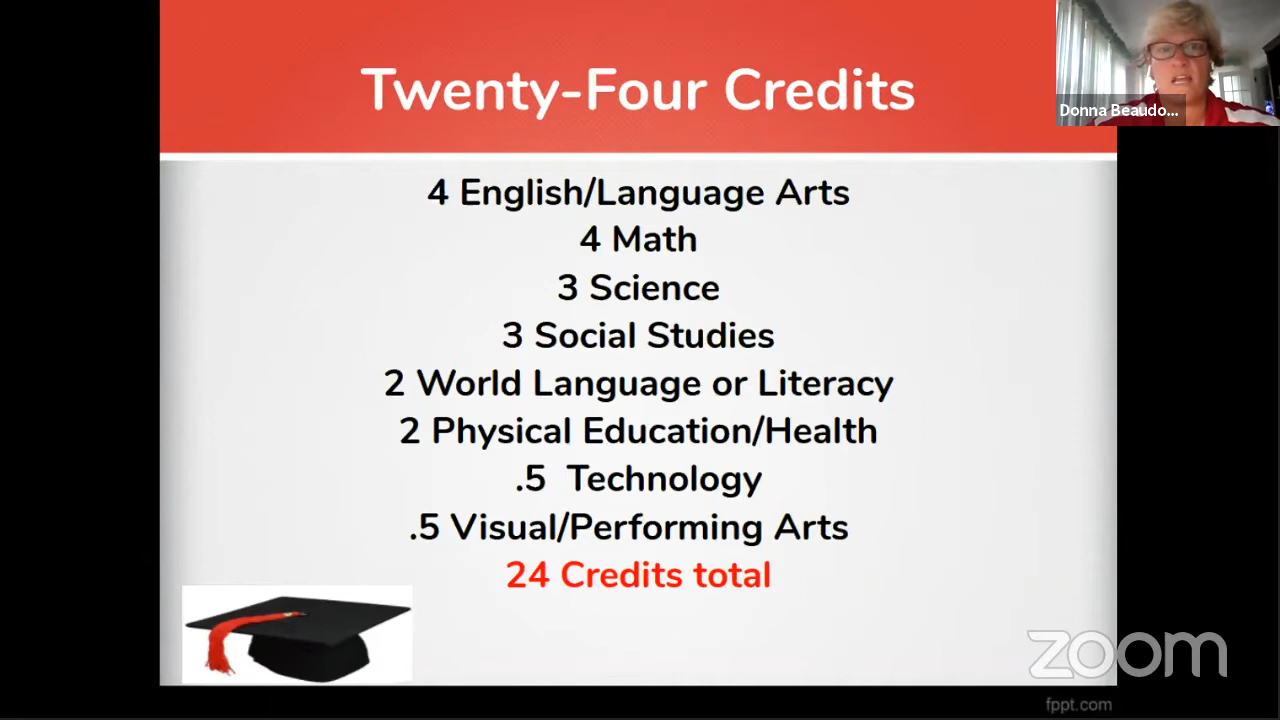 Twenty-Four Credits
Donna Beaudo...
4 English/Language Arts
4 Math
3 Science
3 Social Studies
2 World Language or Literacy
2 Physical Education/Health
.5 Technology
.5 Visual/Performing Arts
24 Credits total
zoom
fppt.com